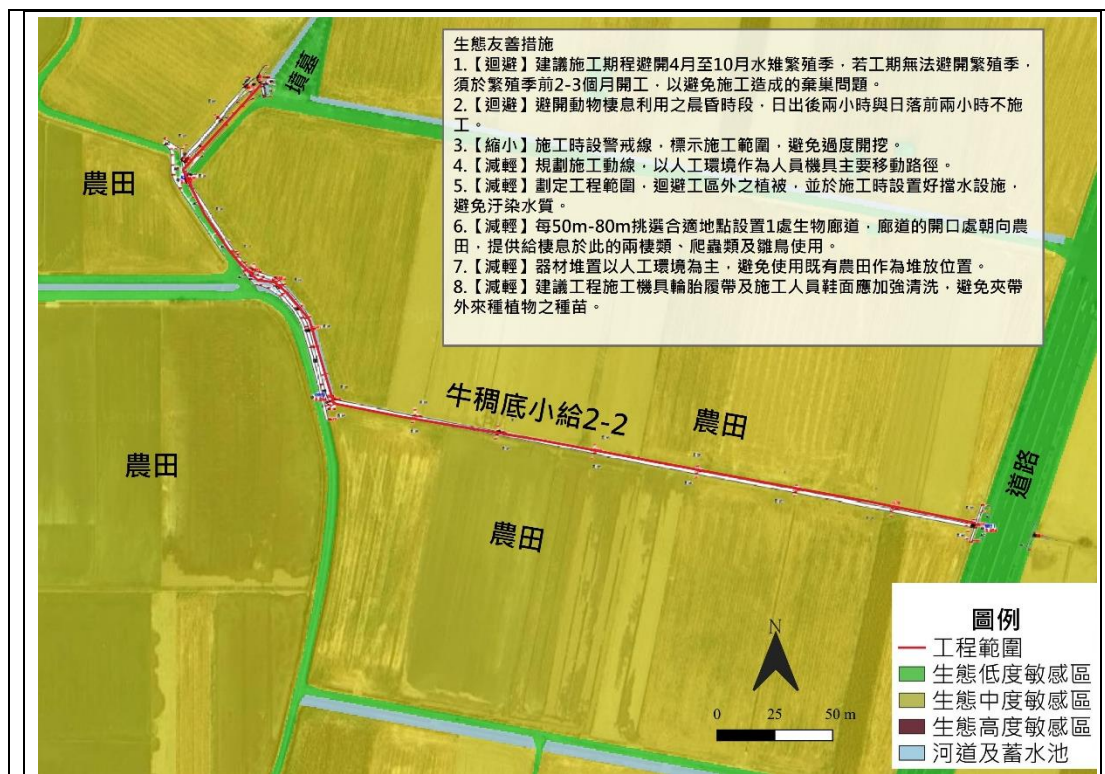 生態友善措施
1.【迴避】建議施工期程避開4月至10月水雉繁殖季，若工期無法避開繁殖季，
須於繁殖季前2-3個月開工，以避免施工造成的棄巢問題。
2.【迴避】避開動物棲息利用之晨昏時段，日出後兩小時與日落前兩小時不施
工。
3.【縮小】施工時設警戒線，標示施工範圍，避免過度開挖。
4.【減輕】規劃施工動線，以人工環境作為人員機具主要移動路徑。
5.【減輕】劃定工程範圍，迴避工區外之植被，並於施工時設置好擋水設施，
避免汙染水質。
6.【減輕】每50m-80m挑選合適地點設置1處生物廊道，廊道的開口處朝向農
田，提供給棲息於此的兩棲類、爬蟲類及雛鳥使用。
7.【減輕】器材堆置以人工環境為主，避免使用既有農田作為堆放位置。
8.【減輕】建議工程施工機具輪胎履帶及施工人員鞋面應加強清洗，避免夾帶
外來種植物之種苗。
墳墓
農田
牛稠底小給2-2
農田
農田
農田
道路
N
0 25 50 m
圖例
工程範圍
生態低度敏感區
生態中度敏感區
生態高度敏感區
河道及蓄水池